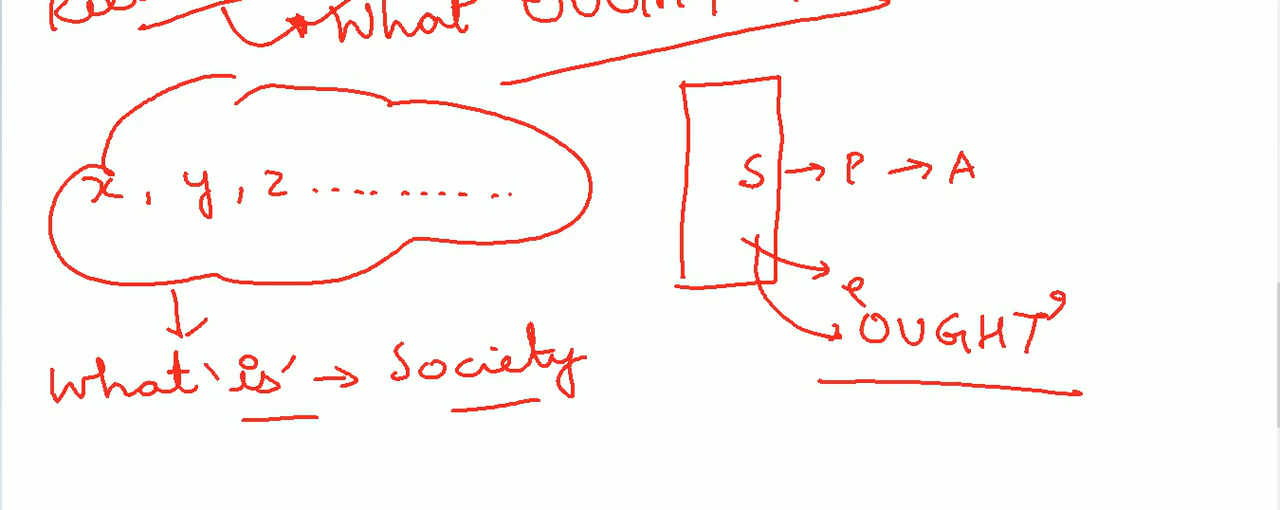 What OUGHT
x, y, z ..............
S → P → A
'OUGHT'
What 'is' → Society